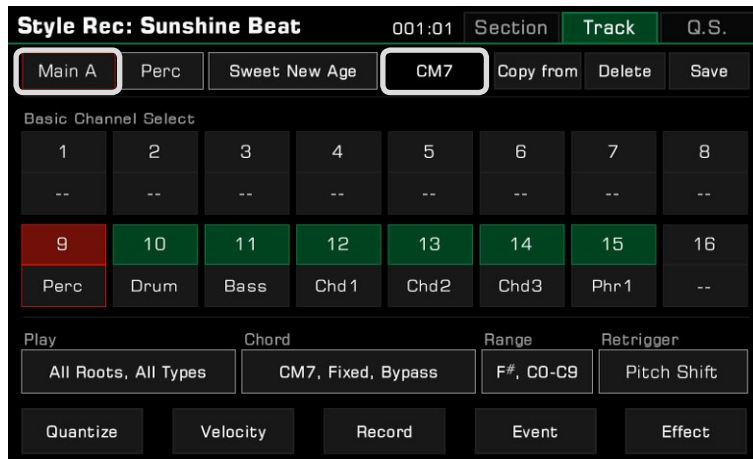 Style Rec: Sunshine Beat 001:01 Section Track Q.S.
Main A Perc Sweet New Age CM7 Copy from Delete Save
Basic Channel Select
1 2 3 4 5 6 7 8
-- -- -- -- -- -- -- --
9 10 11 12 13 14 15 16
Perc Drum Bass Chd1 Chd2 Chd3 Phr1 --
Play Chord Range Retrigger
All Roots, All Types CM7, Fixed, Bypass F#, C0-C9 Pitch Shift
Quantize Velocity Record Event Effect